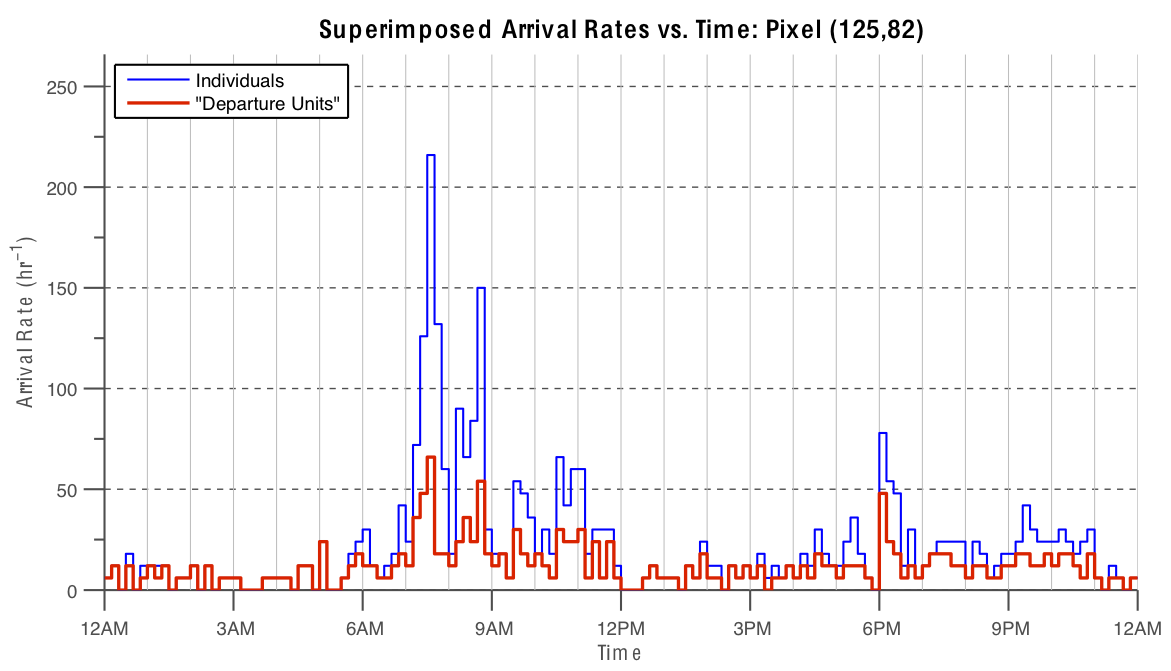 Superimposed Arrival Rates vs. Time: Pixel (125,82)
Individuals
"Departure Units"
250
200
150
100
50
0
Arrival Rate (hr⁻¹)
12AM 3AM 6AM 9AM 12PM 3PM 6PM 9PM 12AM
Time